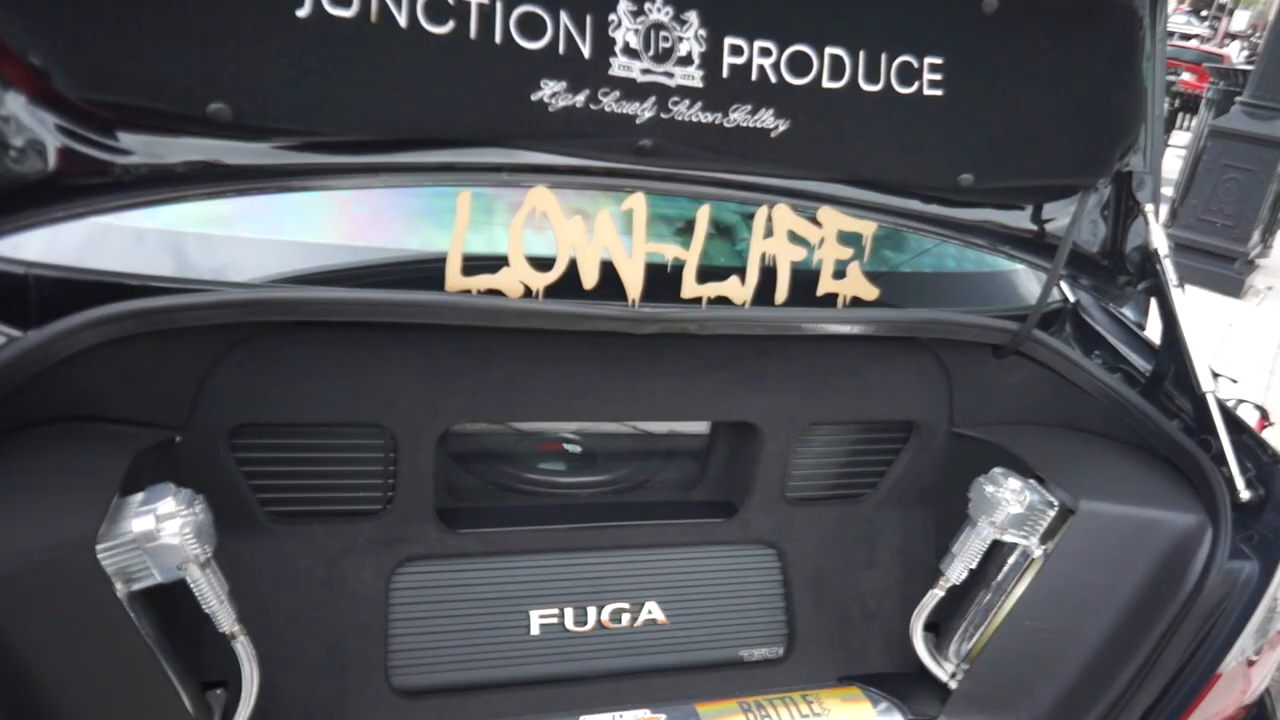 JUNCTION JP PRODUCE
High Society Saloon Gallery
LOW-LIFE
FUGA
BATTLE